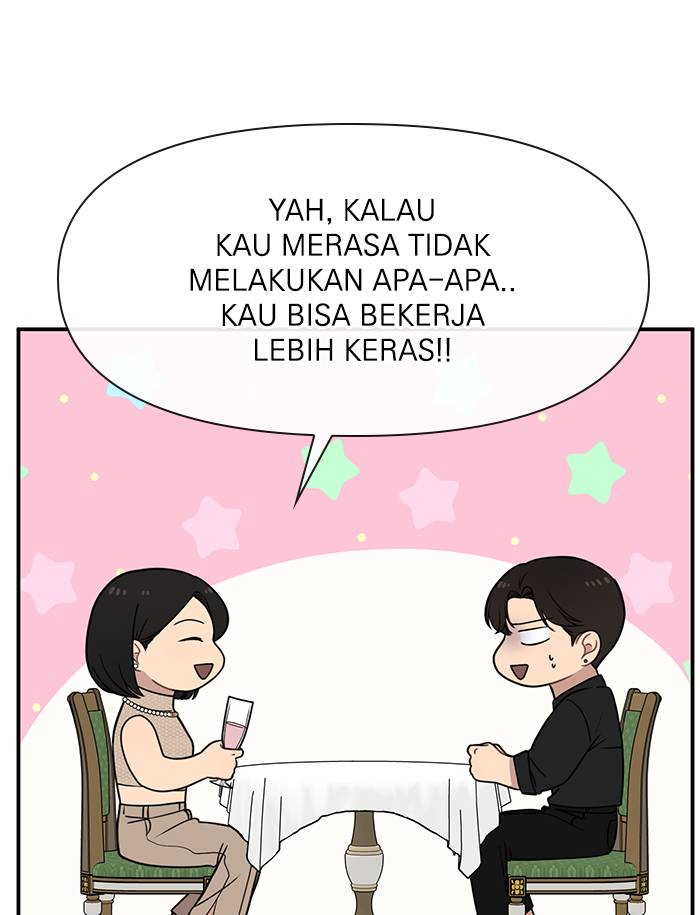 YAH, KALAU
KAU MERASA TIDAK
MELAKUKAN APA-APA..
KAU BISA BEKERJA
LEBIH KERAS!!